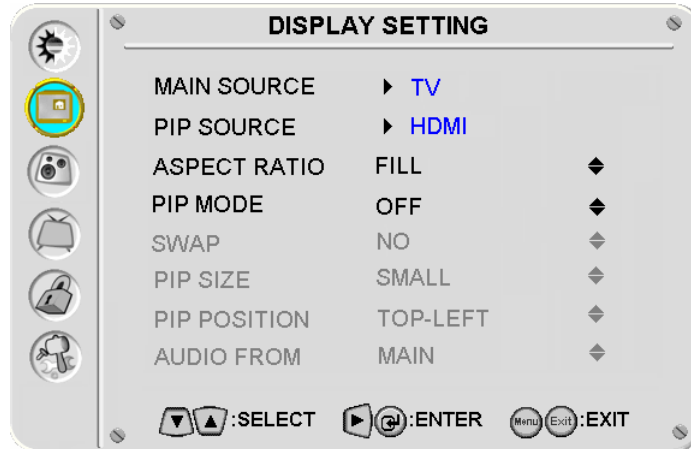 DISPLAY SETTING
MAIN SOURCE TV
PIP SOURCE HDMI
ASPECT RATIO FILL
PIP MODE OFF
SWAP NO
PIP SIZE SMALL
PIP POSITION TOP-LEFT
AUDIO FROM MAIN
:SELECT :ENTER Menu Exit :EXIT